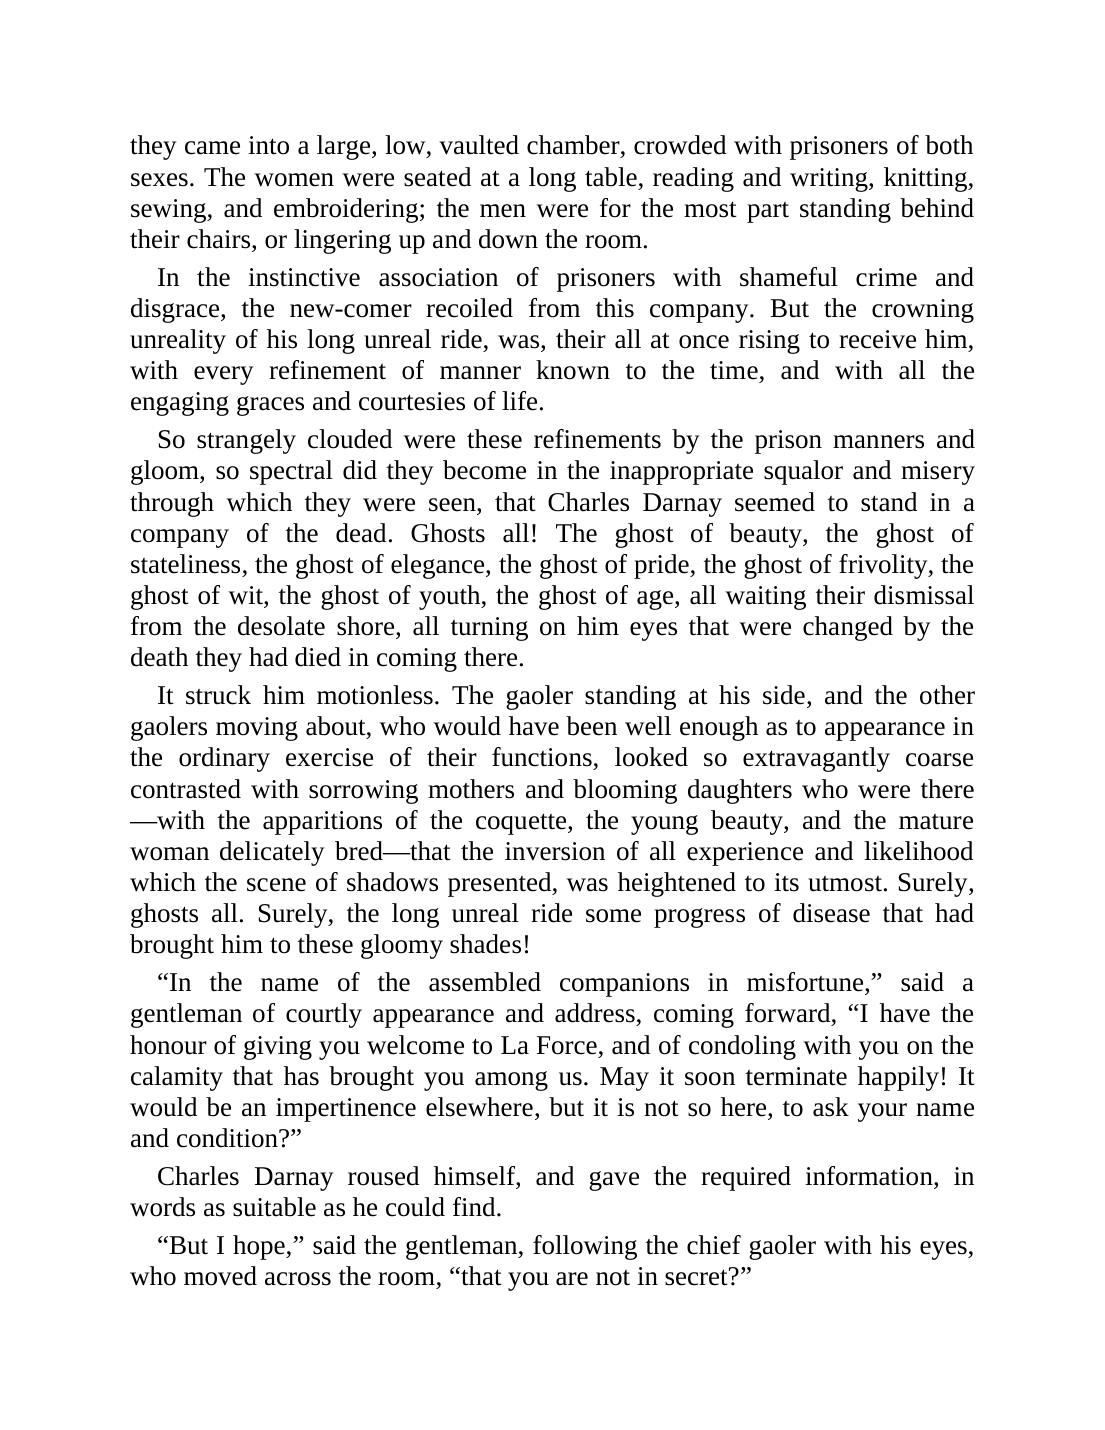 they came into a large, low, vaulted chamber, crowded with prisoners of both
sexes. The women were seated at a long table, reading and writing, knitting,
sewing, and embroidering; the men were for the most part standing behind
their chairs, or lingering up and down the room.
In the instinctive association of prisoners with shameful crime and
disgrace, the new-comer recoiled from this company. But the crowning
unreality of his long unreal ride, was, their all at once rising to receive him,
with every refinement of manner known to the time, and with all the
engaging graces and courtesies of life.
So strangely clouded were these refinements by the prison manners and
gloom, so spectral did they become in the inappropriate squalor and misery
through which they were seen, that Charles Darnay seemed to stand in a
company of the dead. Ghosts all! The ghost of beauty, the ghost of
stateliness, the ghost of elegance, the ghost of pride, the ghost of frivolity, the
ghost of wit, the ghost of youth, the ghost of age, all waiting their dismissal
from the desolate shore, all turning on him eyes that were changed by the
death they had died in coming there.
It struck him motionless. The gaoler standing at his side, and the other
gaolers moving about, who would have been well enough as to appearance in
the ordinary exercise of their functions, looked so extravagantly coarse
contrasted with sorrowing mothers and blooming daughters who were there
—with the apparitions of the coquette, the young beauty, and the mature
woman delicately bred—that the inversion of all experience and likelihood
which the scene of shadows presented, was heightened to its utmost. Surely,
ghosts all. Surely, the long unreal ride some progress of disease that had
brought him to these gloomy shades!
“In the name of the assembled companions in misfortune,” said a
gentleman of courtly appearance and address, coming forward, “I have the
honour of giving you welcome to La Force, and of condoling with you on the
calamity that has brought you among us. May it soon terminate happily! It
would be an impertinence elsewhere, but it is not so here, to ask your name
and condition?”
Charles Darnay roused himself, and gave the required information, in
words as suitable as he could find.
“But I hope,” said the gentleman, following the chief gaoler with his eyes,
who moved across the room, “that you are not in secret?”